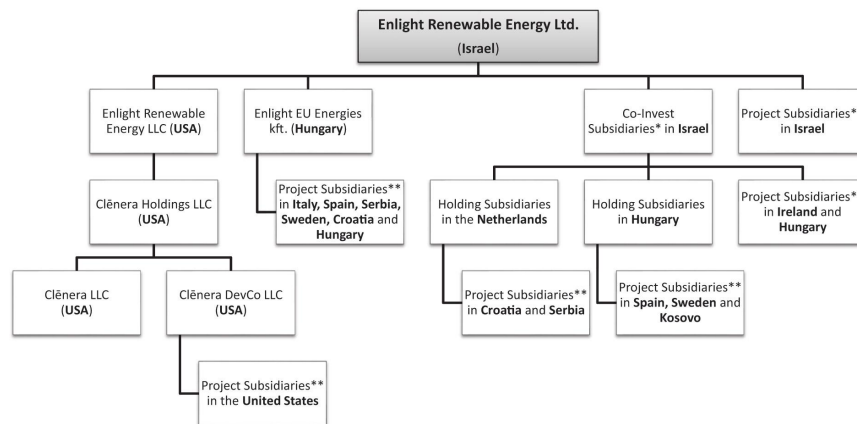 Enlight Renewable Energy Ltd.
(Israel)
Enlight Renewable
Energy LLC (USA)
Enlight EU Energies
kft. (Hungary)
Co-Invest
Subsidiaries* in Israel
Project Subsidiaries*
in Israel
Clēnera Holdings LLC
(USA)
Project Subsidiaries**
in Italy, Spain, Serbia,
Sweden, Croatia and
Hungary
Holding Subsidiaries
in the Netherlands
Holding Subsidiaries
in Hungary
Project Subsidiaries*
in Ireland and
Hungary
Clēnera LLC
(USA)
Clēnera DevCo LLC
(USA)
Project Subsidiaries**
in Croatia and Serbia
Project Subsidiaries**
in Spain, Sweden and
Kosovo
Project Subsidiaries**
in the United States